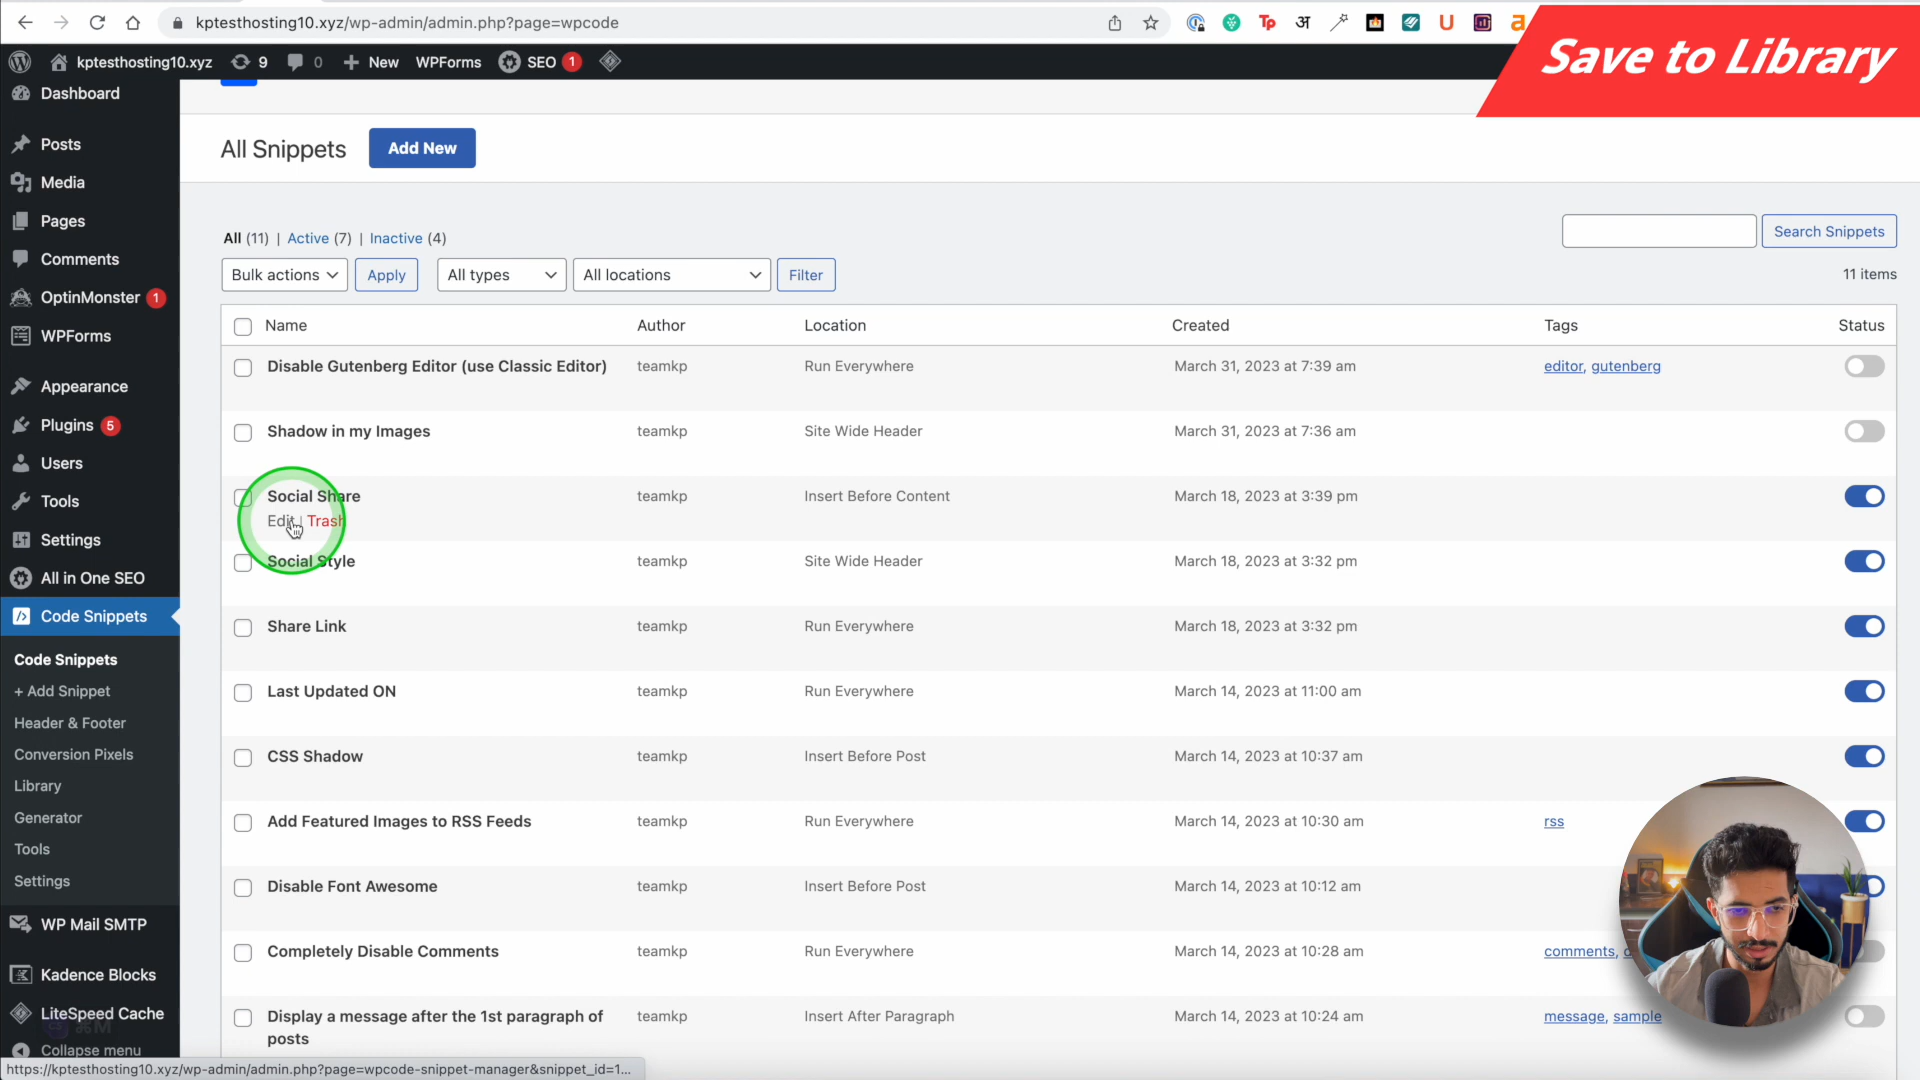 kptesthosting10.xyz/wp-admin/admin.php?page=wpcode
Save to Library
kptesthosting10.xyz 9 0 New WPForms SEO 1
Dashboard
Posts
Media
Pages
Comments
OptinMonster 1
WPForms
Appearance
Plugins 5
Users
Tools
Settings
All in One SEO
Code Snippets
Code Snippets
+ Add Snippet
Header & Footer
Conversion Pixels
Library
Generator
Tools
Settings
WP Mail SMTP
Kadence Blocks
LiteSpeed Cache
Collapse menu
All Snippets Add New
All (11) | Active (7) | Inactive (4)
Search Snippets
Bulk actions Apply All types All locations Filter
11 items
Name Author Location Created Tags Status
Disable Gutenberg Editor (use Classic Editor) teamkp Run Everywhere March 31, 2023 at 7:39 am editor, gutenberg
Shadow in my Images teamkp Site Wide Header March 31, 2023 at 7:36 am
Social Share teamkp Insert Before Content March 18, 2023 at 3:39 pm
Edit | Trash
Social Style teamkp Site Wide Header March 18, 2023 at 3:32 pm
Share Link teamkp Run Everywhere March 18, 2023 at 3:32 pm
Last Updated ON teamkp Run Everywhere March 14, 2023 at 11:00 am
CSS Shadow teamkp Insert Before Post March 14, 2023 at 10:37 am
Add Featured Images to RSS Feeds teamkp Run Everywhere March 14, 2023 at 10:30 am rss
Disable Font Awesome teamkp Insert Before Post March 14, 2023 at 10:12 am
Completely Disable Comments teamkp Run Everywhere March 14, 2023 at 10:28 am comments,
Display a message after the 1st paragraph of teamkp Insert After Paragraph March 14, 2023 at 10:24 am message, sample
posts
https://kptesthosting10.xyz/wp-admin/admin.php?page=wpcode-snippet-manager&snippet_id=1...